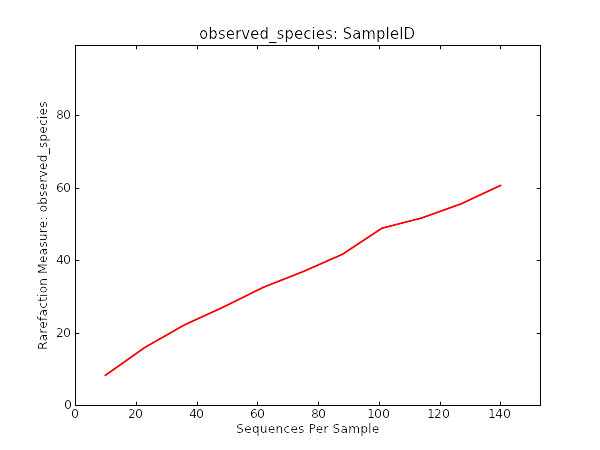 observed_species: SampleID
Rarefaction Measure: observed_species
80
60
40
20
0
0 20 40 60 80 100 120 140
Sequences Per Sample